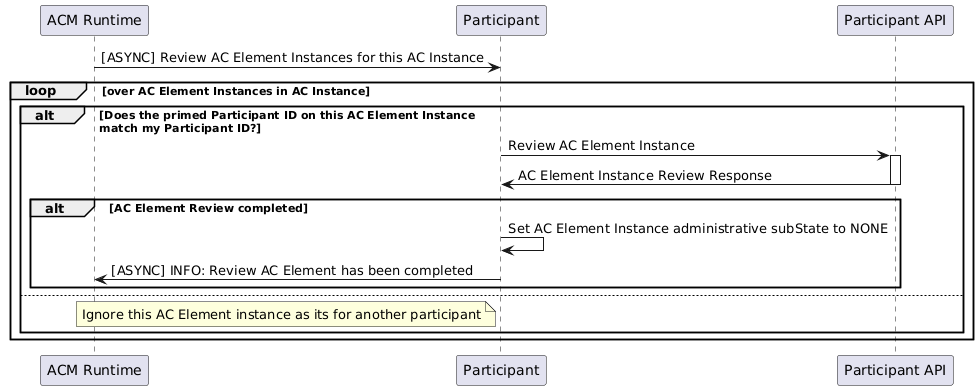 ACM Runtime
Participant
Participant API
[ASYNC] Review AC Element Instances for this AC Instance
loop
[over AC Element Instances in AC Instance]
alt
[Does the primed Participant ID on this AC Element Instance
match my Participant ID?]
Review AC Element Instance
AC Element Instance Review Response
alt
[AC Element Review completed]
Set AC Element Instance administrative subState to NONE
[ASYNC] INFO: Review AC Element has been completed
Ignore this AC Element instance as its for another participant
ACM Runtime
Participant
Participant API